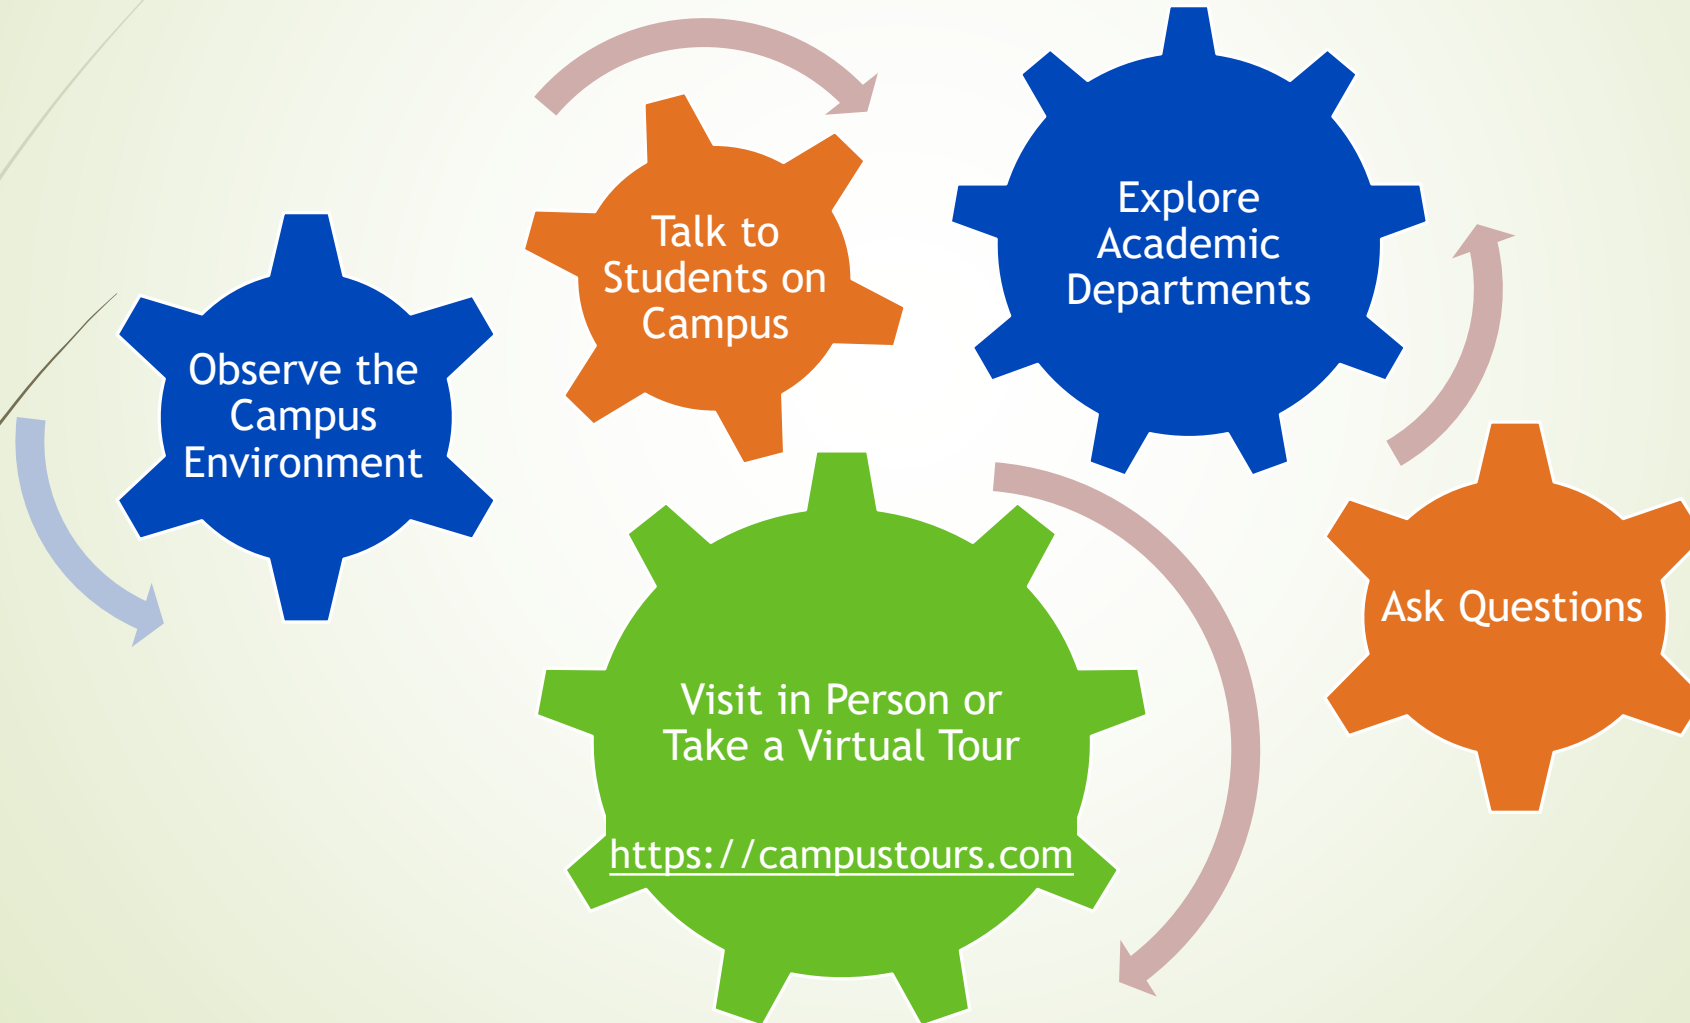 Observe the
Campus
Environment
Talk to
Students on
Campus
Explore
Academic
Departments
Visit in Person or
Take a Virtual Tour
https://campustours.com
Ask Questions